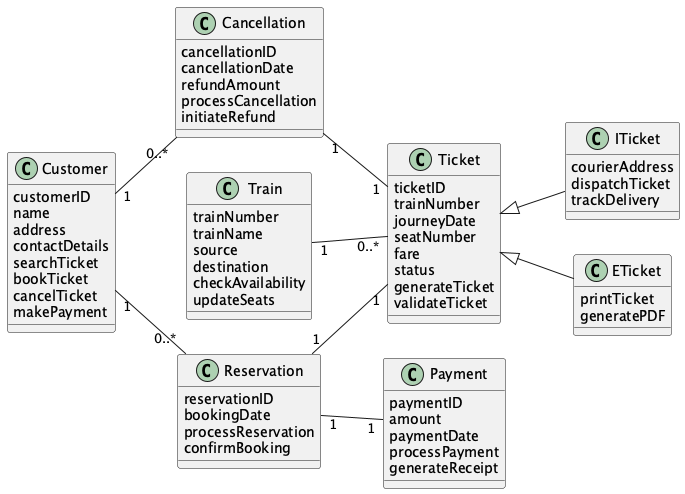 C Cancellation
cancellationID
cancellationDate
refundAmount
processCancellation
initiateRefund
0..*
1
1
1
C Customer
customerID
name
address
contactDetails
searchTicket
bookTicket
cancelTicket
makePayment
1
0..*
C Train
trainNumber
trainName
source
destination
checkAvailability
updateSeats
1
0..*
C Ticket
ticketID
trainNumber
journeyDate
seatNumber
fare
status
generateTicket
validateTicket
1
1
C ITicket
courierAddress
dispatchTicket
trackDelivery
C ETicket
printTicket
generatePDF
C Reservation
reservationID
bookingDate
processReservation
confirmBooking
1
1
C Payment
paymentID
amount
paymentDate
processPayment
generateReceipt